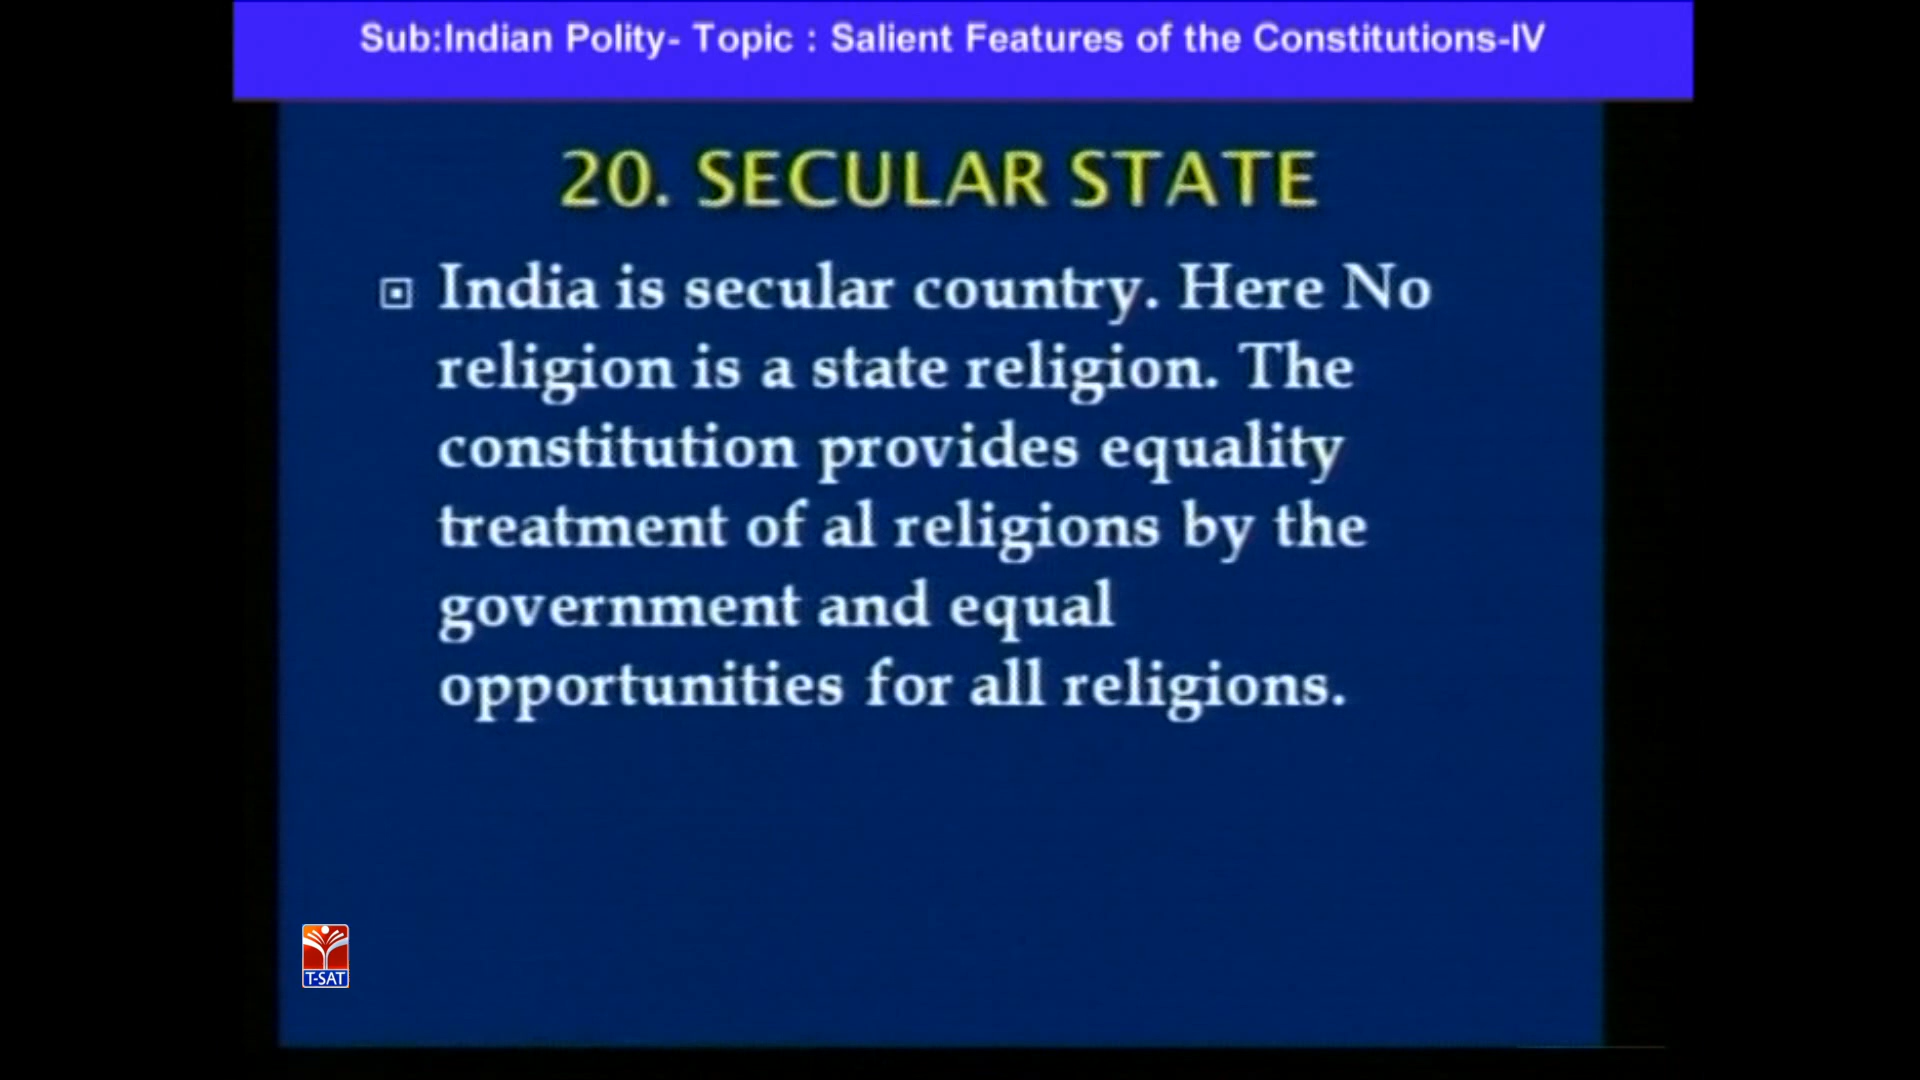 Sub:Indian Polity- Topic : Salient Features of the Constitutions-IV
20. SECULAR STATE
India is secular country. Here No
religion is a state religion. The
constitution provides equality
treatment of al religions by the
government and equal
opportunities for all religions.
T-SAT